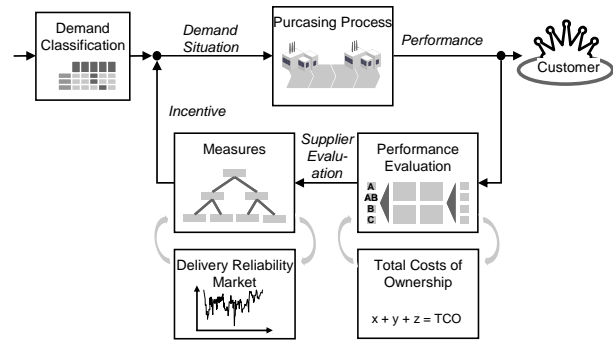 Demand
Classification
Demand
Situation
Purcasing Process
Performance
Customer
Incentive
Measures
Supplier
Evalu-
ation
Performance
Evaluation
A
AB
B
C
Delivery Reliability
Market
Total Costs of
Ownership
x + y + z = TCO